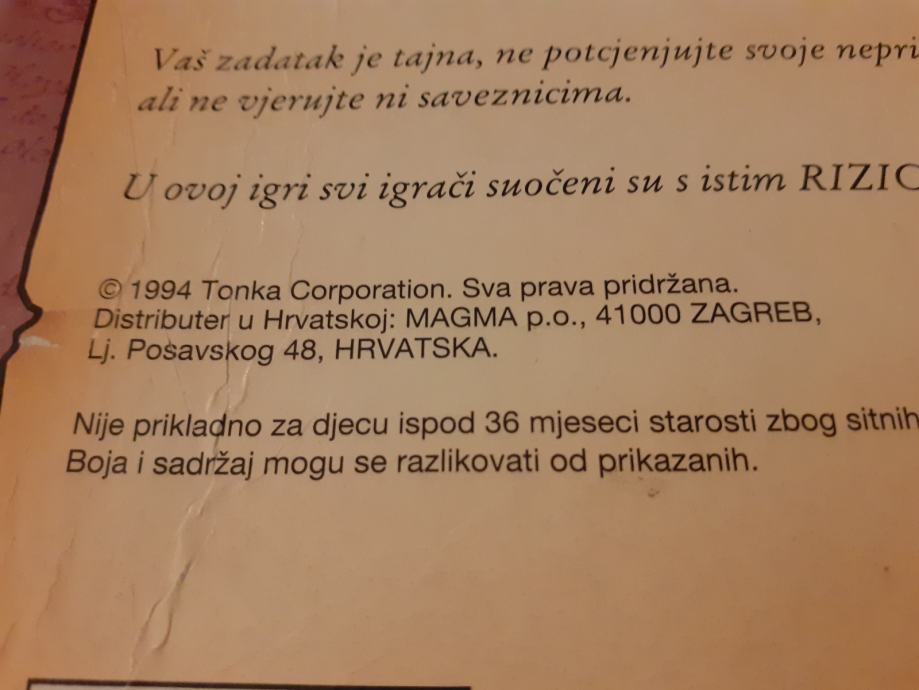 Vaš zadatak je tajna, ne potcjenjujte svoje nepri
ali ne vjerujte ni saveznicima.
U ovoj igri svi igrači suočeni su s istim RIZIC
© 1994 Tonka Corporation. Sva prava pridržana.
Distributer u Hrvatskoj: MAGMA p.o., 41000 ZAGREB,
Lj. Posavskog 48, HRVATSKA.
Nije prikladno za djecu ispod 36 mjeseci starosti zbog sitnih
Boja i sadržaj mogu se razlikovati od prikazanih.